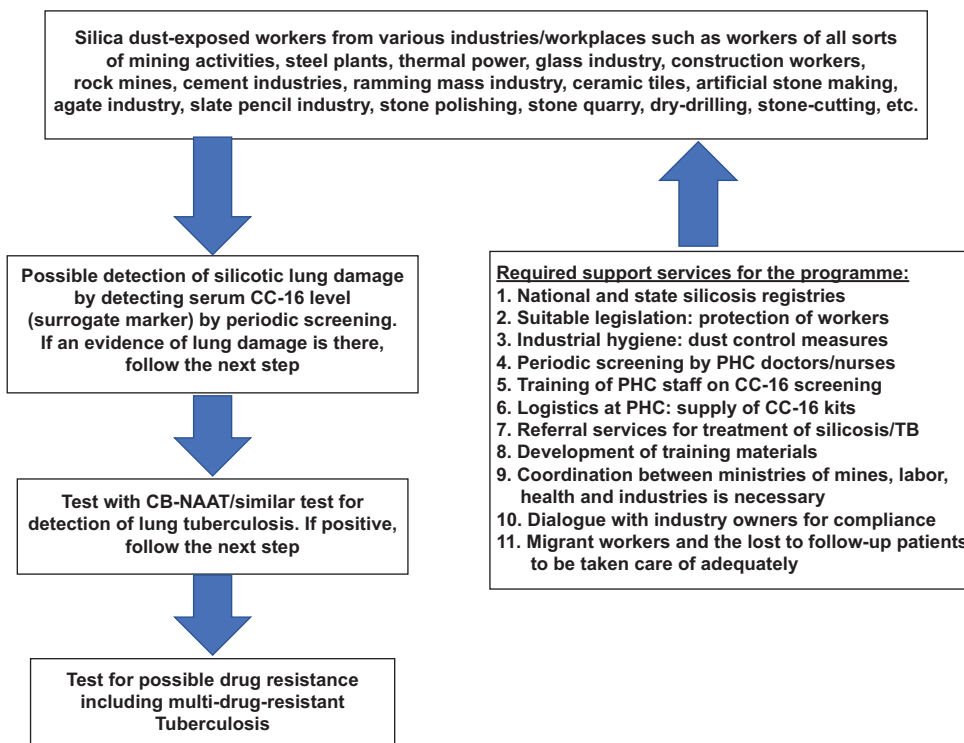 Silica dust-exposed workers from various industries/workplaces such as workers of all sorts
of mining activities, steel plants, thermal power, glass industry, construction workers,
rock mines, cement industries, ramming mass industry, ceramic tiles, artificial stone making,
agate industry, slate pencil industry, stone polishing, stone quarry, dry-drilling, stone-cutting, etc.
Possible detection of silicotic lung damage
by detecting serum CC-16 level
(surrogate marker) by periodic screening.
If an evidence of lung damage is there,
follow the next step
Test with CB-NAAT/similar test for
detection of lung tuberculosis. If positive,
follow the next step
Test for possible drug resistance
including multi-drug-resistant
Tuberculosis
Required support services for the programme:
1. National and state silicosis registries
2. Suitable legislation: protection of workers
3. Industrial hygiene: dust control measures
4. Periodic screening by PHC doctors/nurses
5. Training of PHC staff on CC-16 screening
6. Logistics at PHC: supply of CC-16 kits
7. Referral services for treatment of silicosis/TB
8. Development of training materials
9. Coordination between ministries of mines, labor,
health and industries is necessary
10. Dialogue with industry owners for compliance
11. Migrant workers and the lost to follow-up patients
to be taken care of adequately